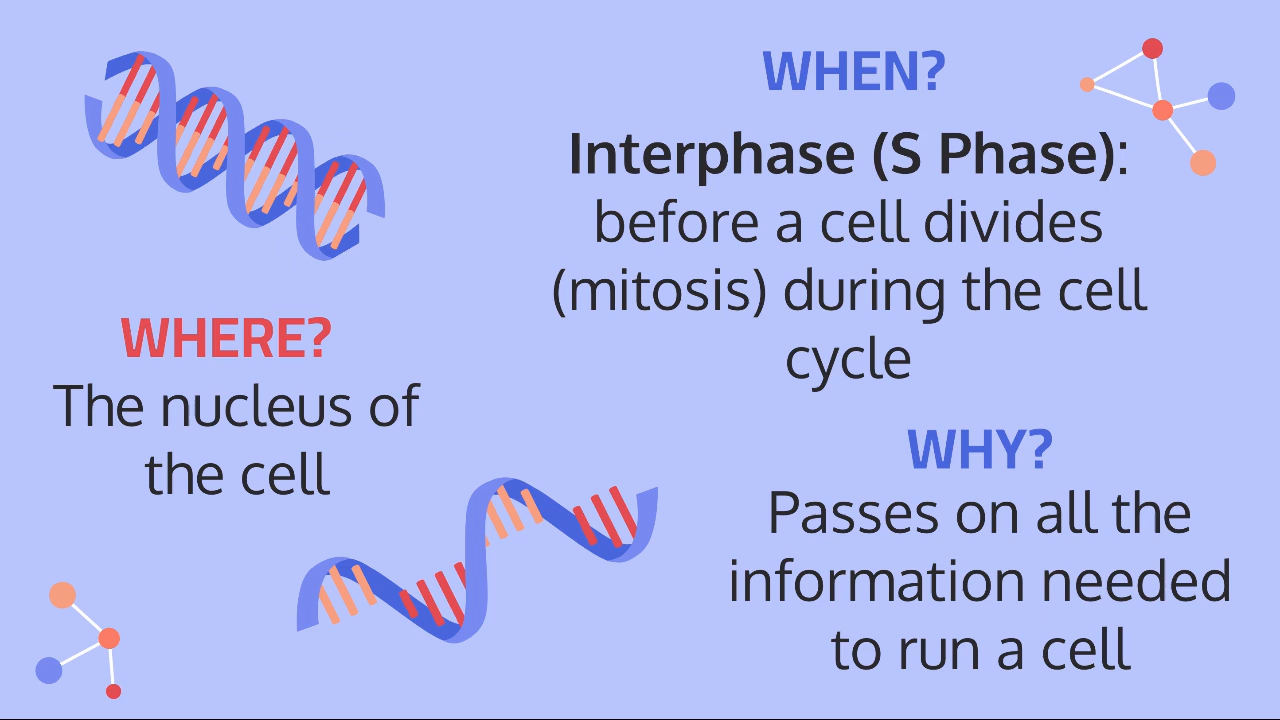 WHEN?
Interphase (S Phase):
before a cell divides
(mitosis) during the cell
cycle
WHERE?
The nucleus of
the cell
WHY?
Passes on all the
information needed
to run a cell